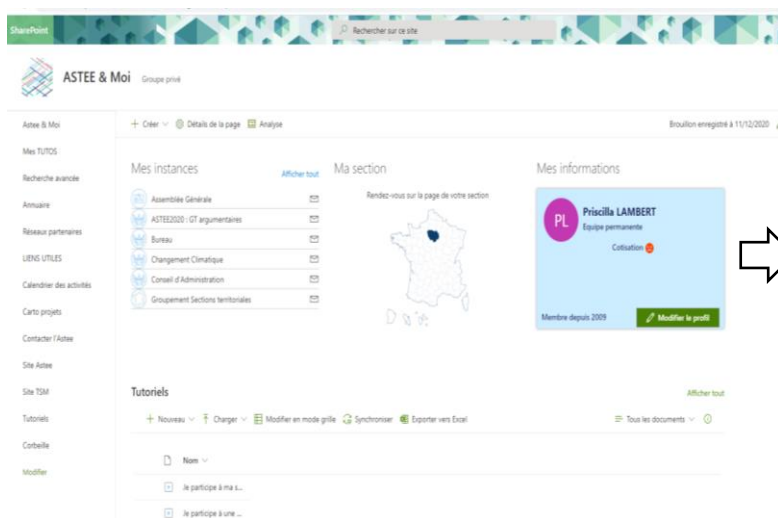 SharePoint
Rechercher sur ce site
ASTEE & Moi Groupe privé
Astee & Moi
Mes TUTOS
Recherche avancée
Annuaire
Réseaux partenaires
LIENS UTILES
Calendrier des activités
Carto projets
Contacter l'Astee
Site Astee
Site TSM
Tutoriels
Corbeille
Modifier
+ Créer Détails de la page Analyse
Brouillon enregistré à 11/12/2020
Mes instances
Afficher tout
Assemblée Générale
ASTEE2020 : GT argumentaires
Bureau
Changement Climatique
Conseil d'Administration
Groupement Sections territoriales
Ma section
Rendez-vous sur la page de votre section
Mes informations
PL
Priscilla LAMBERT
Equipe permanente
Cotisation
Membre depuis 2009
Modifier le profil
Tutoriels
Afficher tout
+ Nouveau Charger Modifier en mode grille Synchroniser Exporter vers Excel
Tous les documents
Nom
Je participe à ma s...
Je participe à une ...